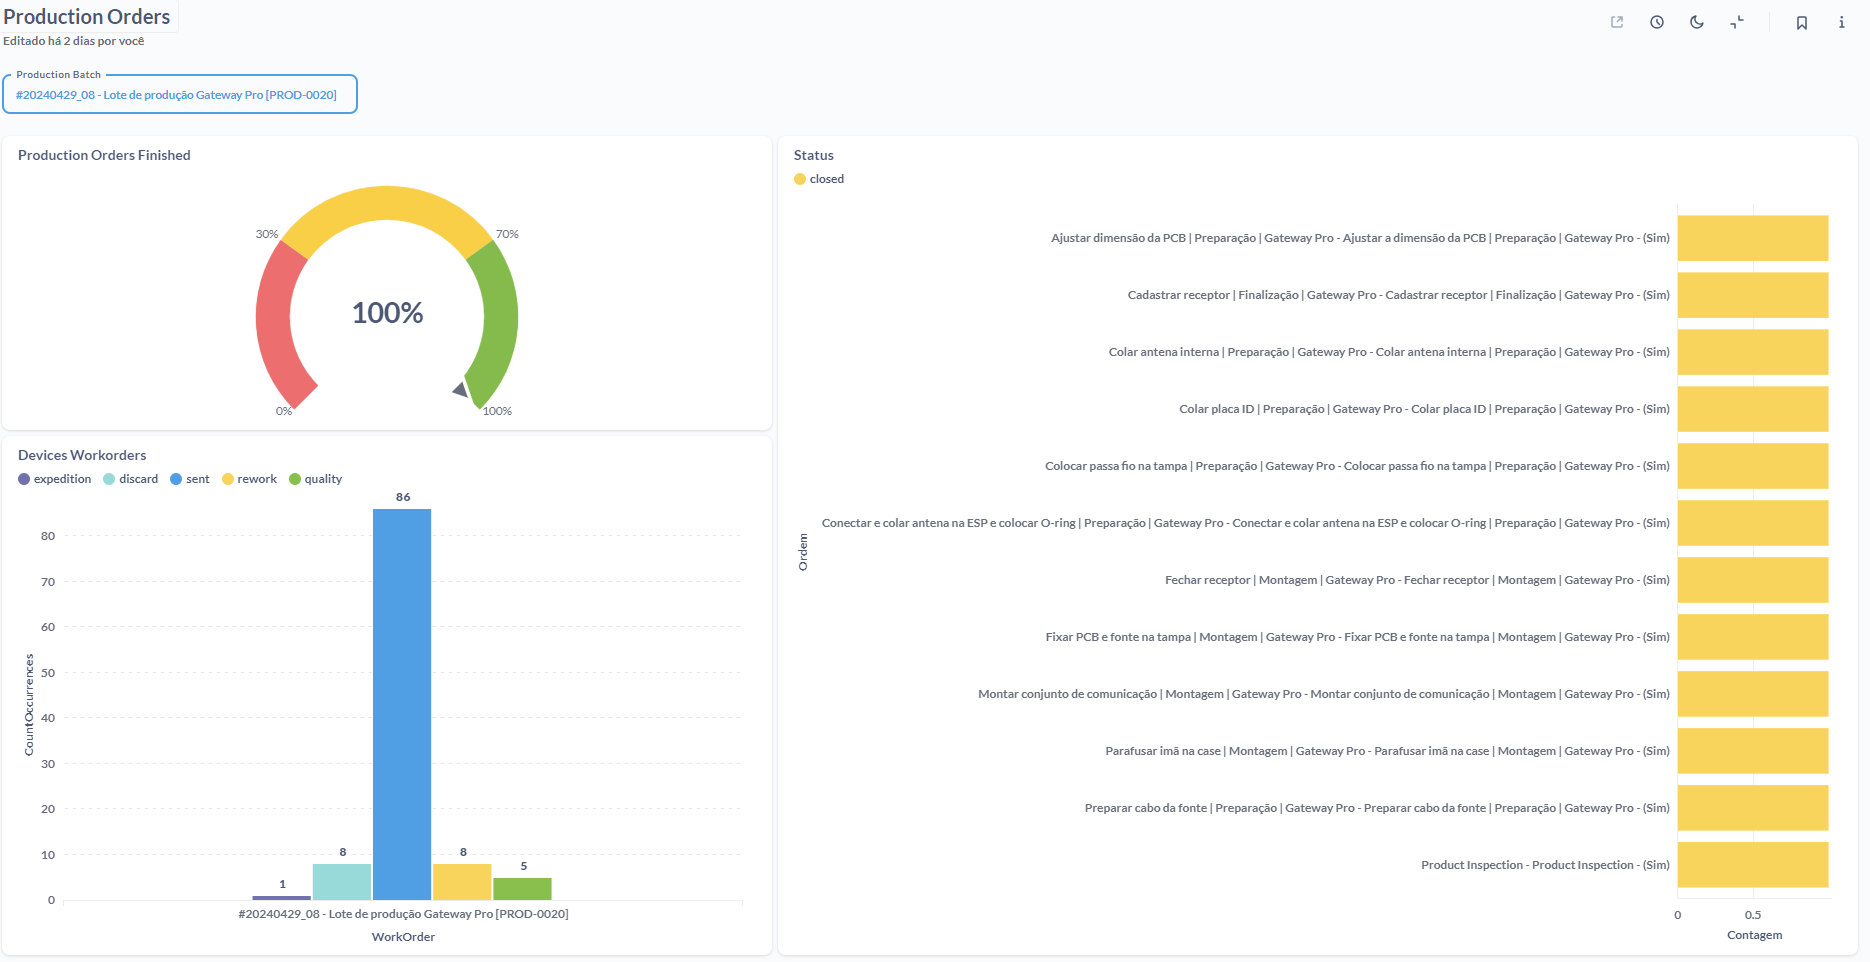 Production Orders
Editado há 2 dias por você
Production Batch
#20240429_08 - Lote de produção Gateway Pro [PROD-0020]
Production Orders Finished
30%
70%
100%
0%
100%
Devices Workorders
expedition discard sent rework quality
86
80
70
60
50
40
30
20
10
0
1
8
8
5
CountOccurrences
#20240429_08 - Lote de produção Gateway Pro [PROD-0020]
WorkOrder
Status
closed
Ordem
Ajustar dimensão da PCB | Preparação | Gateway Pro - Ajustar a dimensão da PCB | Preparação | Gateway Pro - (Sim)
Cadastrar receptor | Finalização | Gateway Pro - Cadastrar receptor | Finalização | Gateway Pro - (Sim)
Colar antena interna | Preparação | Gateway Pro - Colar antena interna | Preparação | Gateway Pro - (Sim)
Colar placa ID | Preparação | Gateway Pro - Colar placa ID | Preparação | Gateway Pro - (Sim)
Colocar passa fio na tampa | Preparação | Gateway Pro - Colocar passa fio na tampa | Preparação | Gateway Pro - (Sim)
Conectar e colar antena na ESP e colocar O-ring | Preparação | Gateway Pro - Conectar e colar antena na ESP e colocar O-ring | Preparação | Gateway Pro - (Sim)
Fechar receptor | Montagem | Gateway Pro - Fechar receptor | Montagem | Gateway Pro - (Sim)
Fixar PCB e fonte na tampa | Montagem | Gateway Pro - Fixar PCB e fonte na tampa | Montagem | Gateway Pro - (Sim)
Montar conjunto de comunicação | Montagem | Gateway Pro - Montar conjunto de comunicação | Montagem | Gateway Pro - (Sim)
Parafusar imã na case | Montagem | Gateway Pro - Parafusar imã na case | Montagem | Gateway Pro - (Sim)
Preparar cabo da fonte | Preparação | Gateway Pro - Preparar cabo da fonte | Preparação | Gateway Pro - (Sim)
Product Inspection - Product Inspection - (Sim)
0
0.5
Contagem